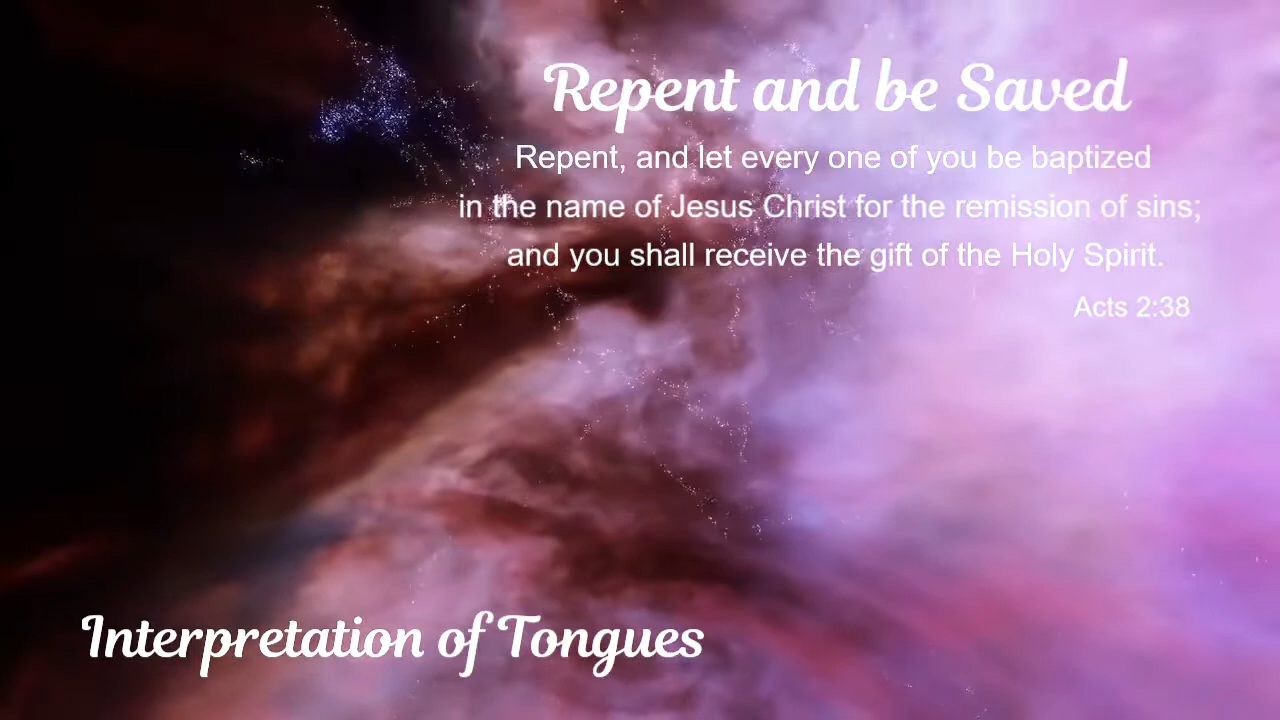 Repent and be Saved
Repent, and let every one of you be baptized
in the name of Jesus Christ for the remission of sins;
and you shall receive the gift of the Holy Spirit.
Acts 2:38
Interpretation of Tongues